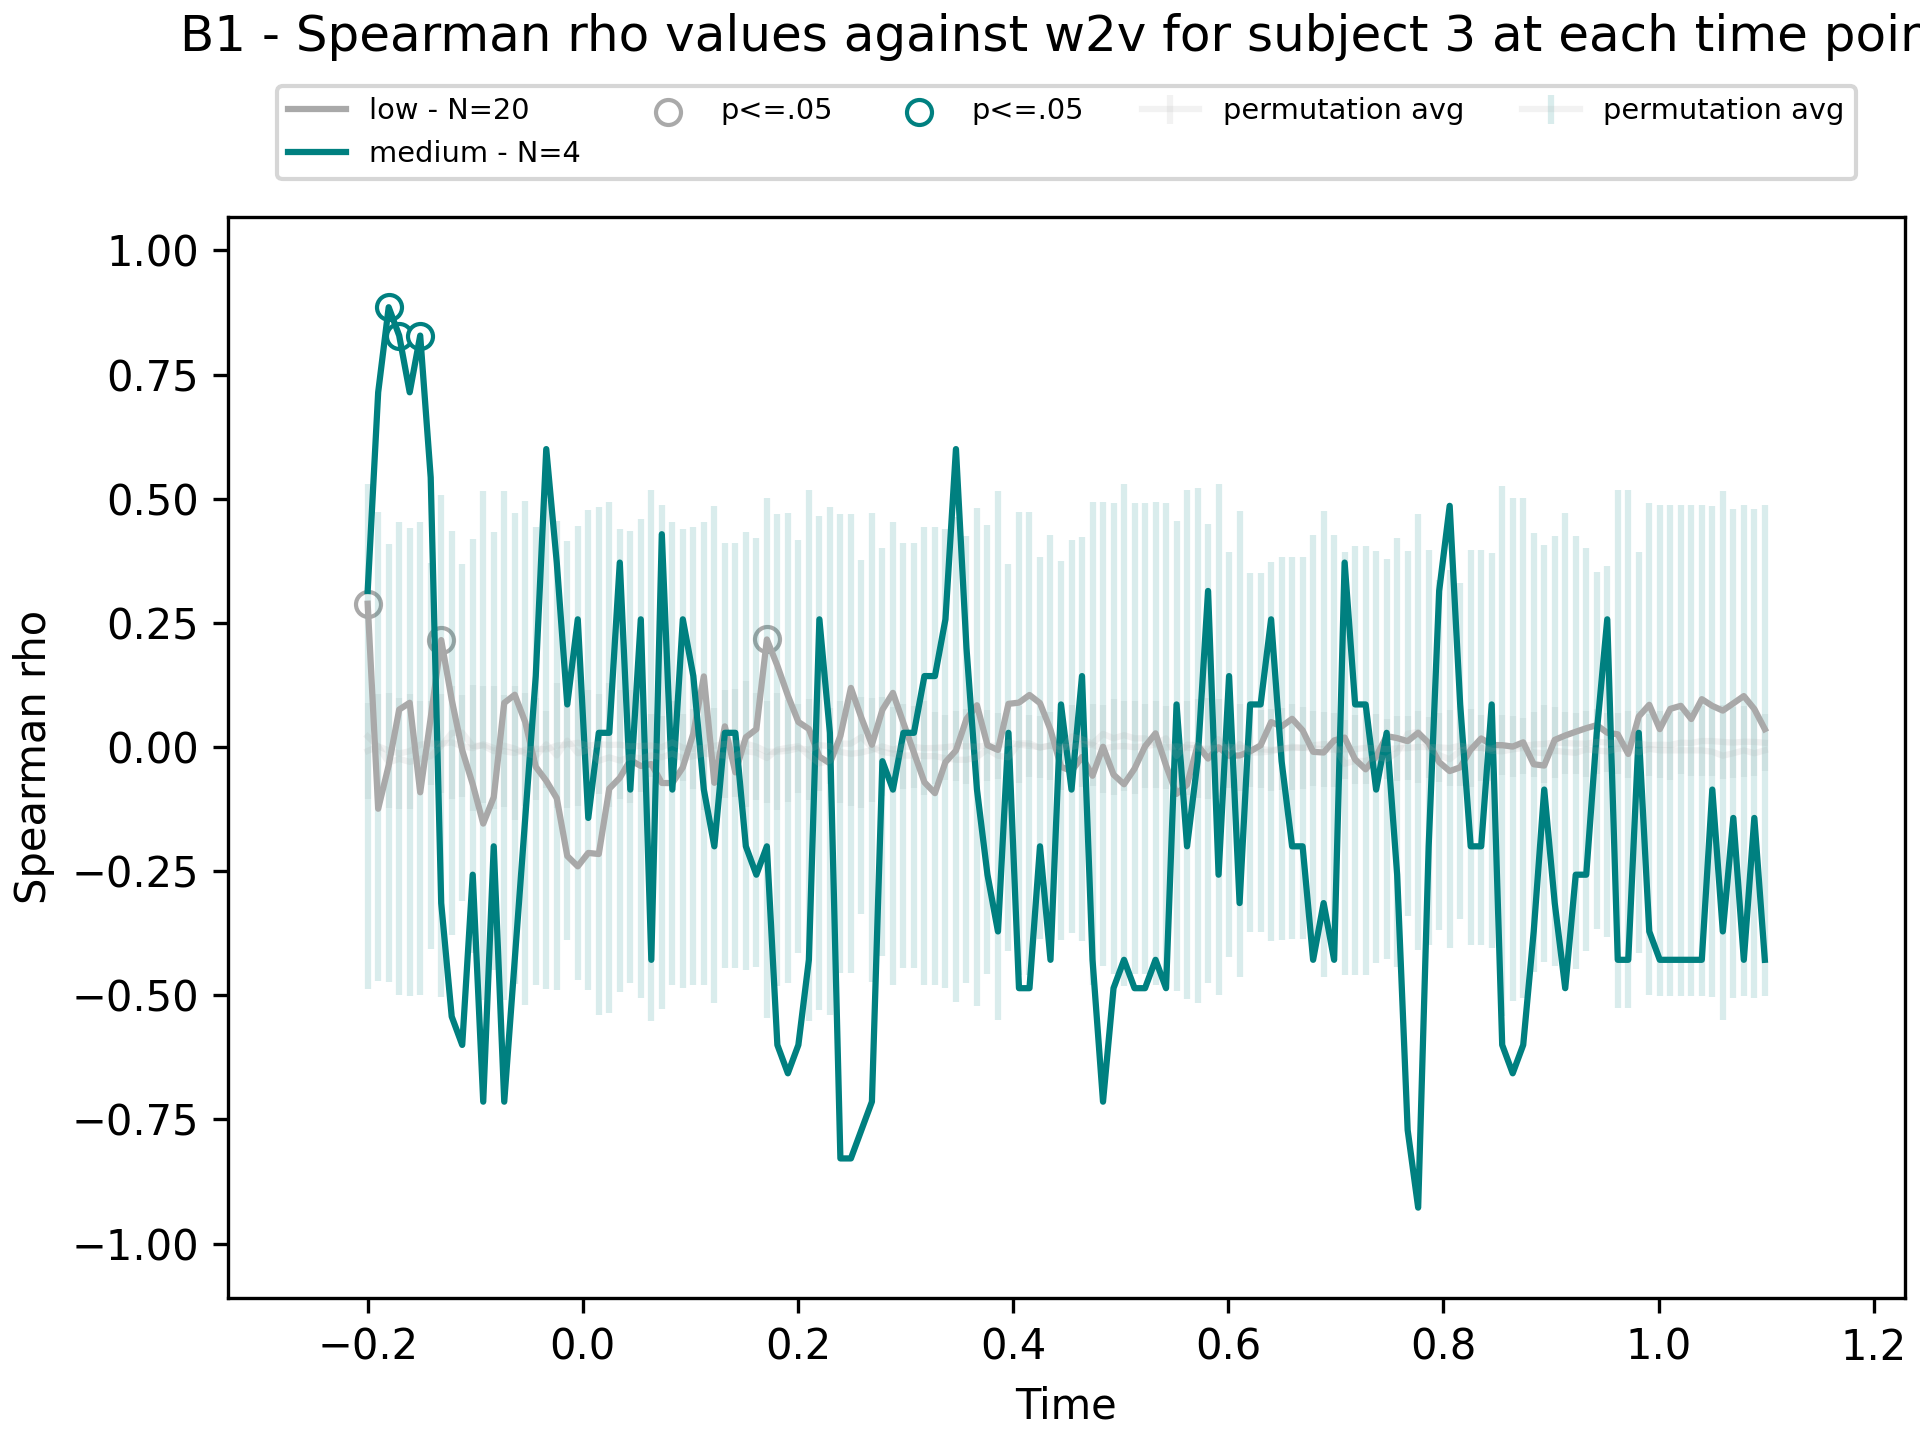 B1 - Spearman rho values against w2v for subject 3 at each time poin
low - N=20
medium - N=4
p<=.05
p<=.05
permutation avg
permutation avg
1.00
0.75
0.50
0.25
0.00
−0.25
−0.50
−0.75
−1.00
Spearman rho
−0.2 0.0 0.2 0.4 0.6 0.8 1.0 1.2
Time